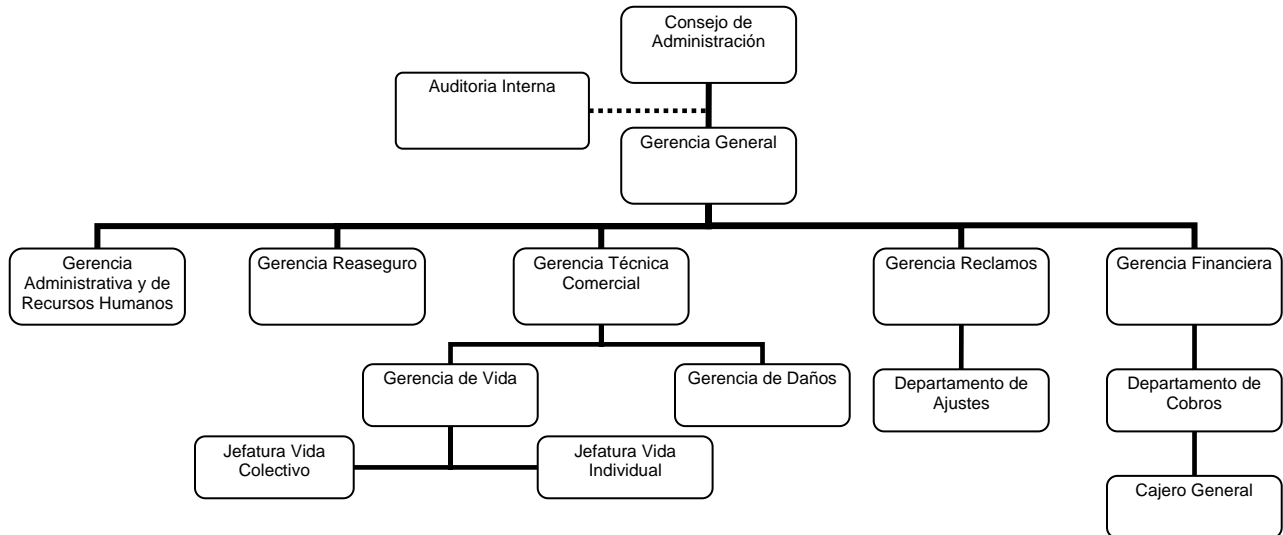 Consejo de
Administración
Auditoria Interna
Gerencia General
Gerencia
Administrativa y de
Recursos Humanos
Gerencia Reaseguro
Gerencia Técnica
Comercial
Gerencia Reclamos
Gerencia Financiera
Gerencia de Vida
Gerencia de Daños
Departamento de
Ajustes
Departamento de
Cobros
Jefatura Vida
Colectivo
Jefatura Vida
Individual
Cajero General